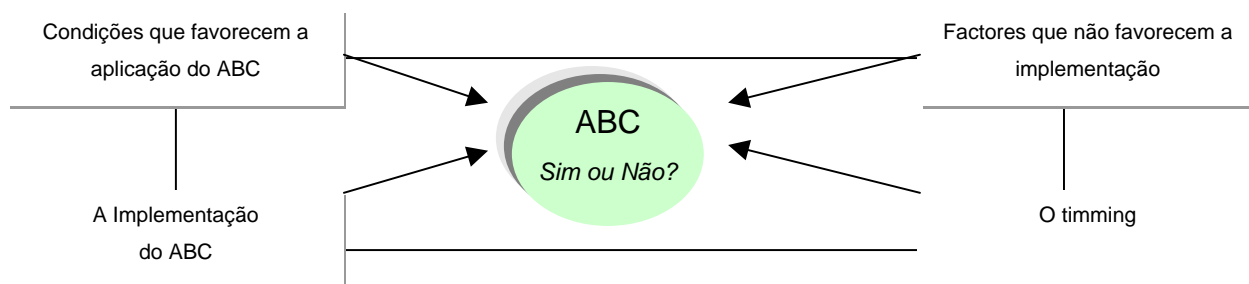 Condições que favorecem a
aplicação do ABC
Factores que não favorecem a
implementação
ABC
Sim ou Não?
A Implementação
do ABC
O timming